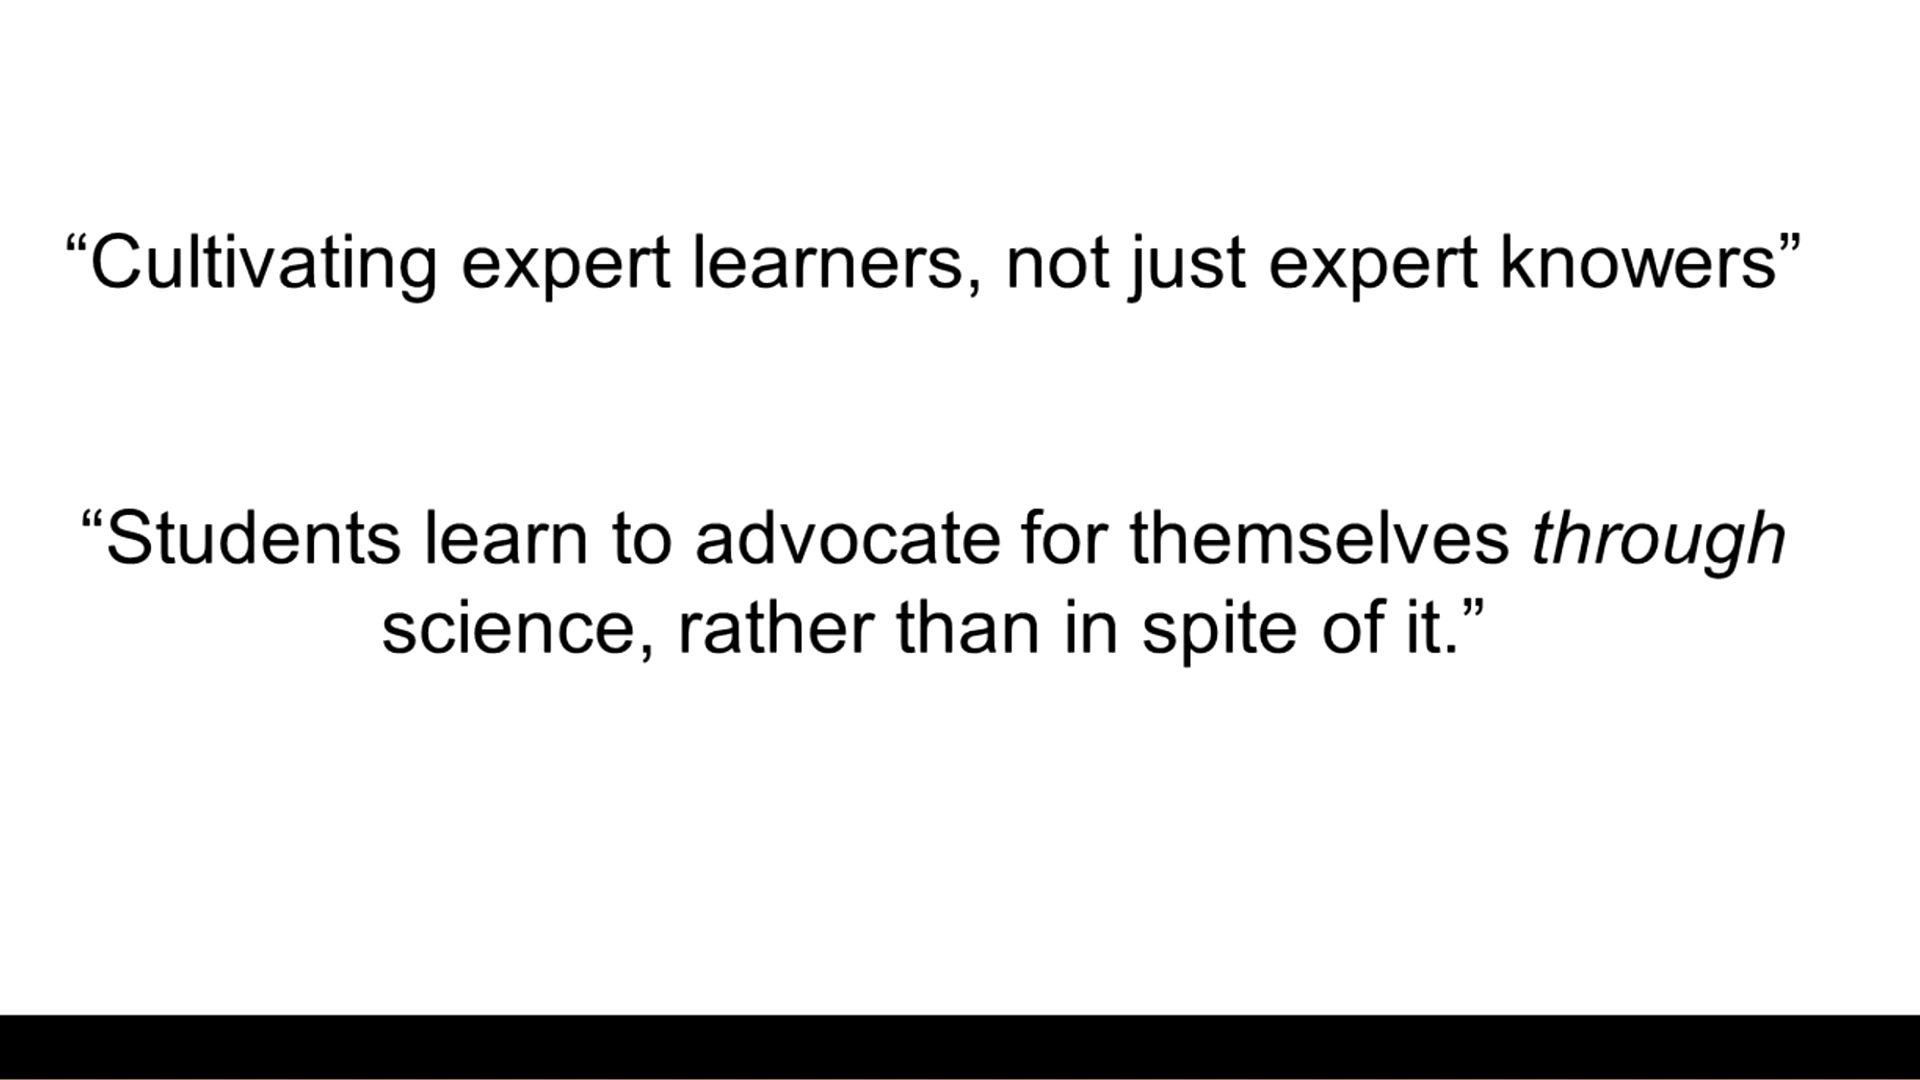 “Cultivating expert learners, not just expert knowers”
“Students learn to advocate for themselves through
science, rather than in spite of it.”